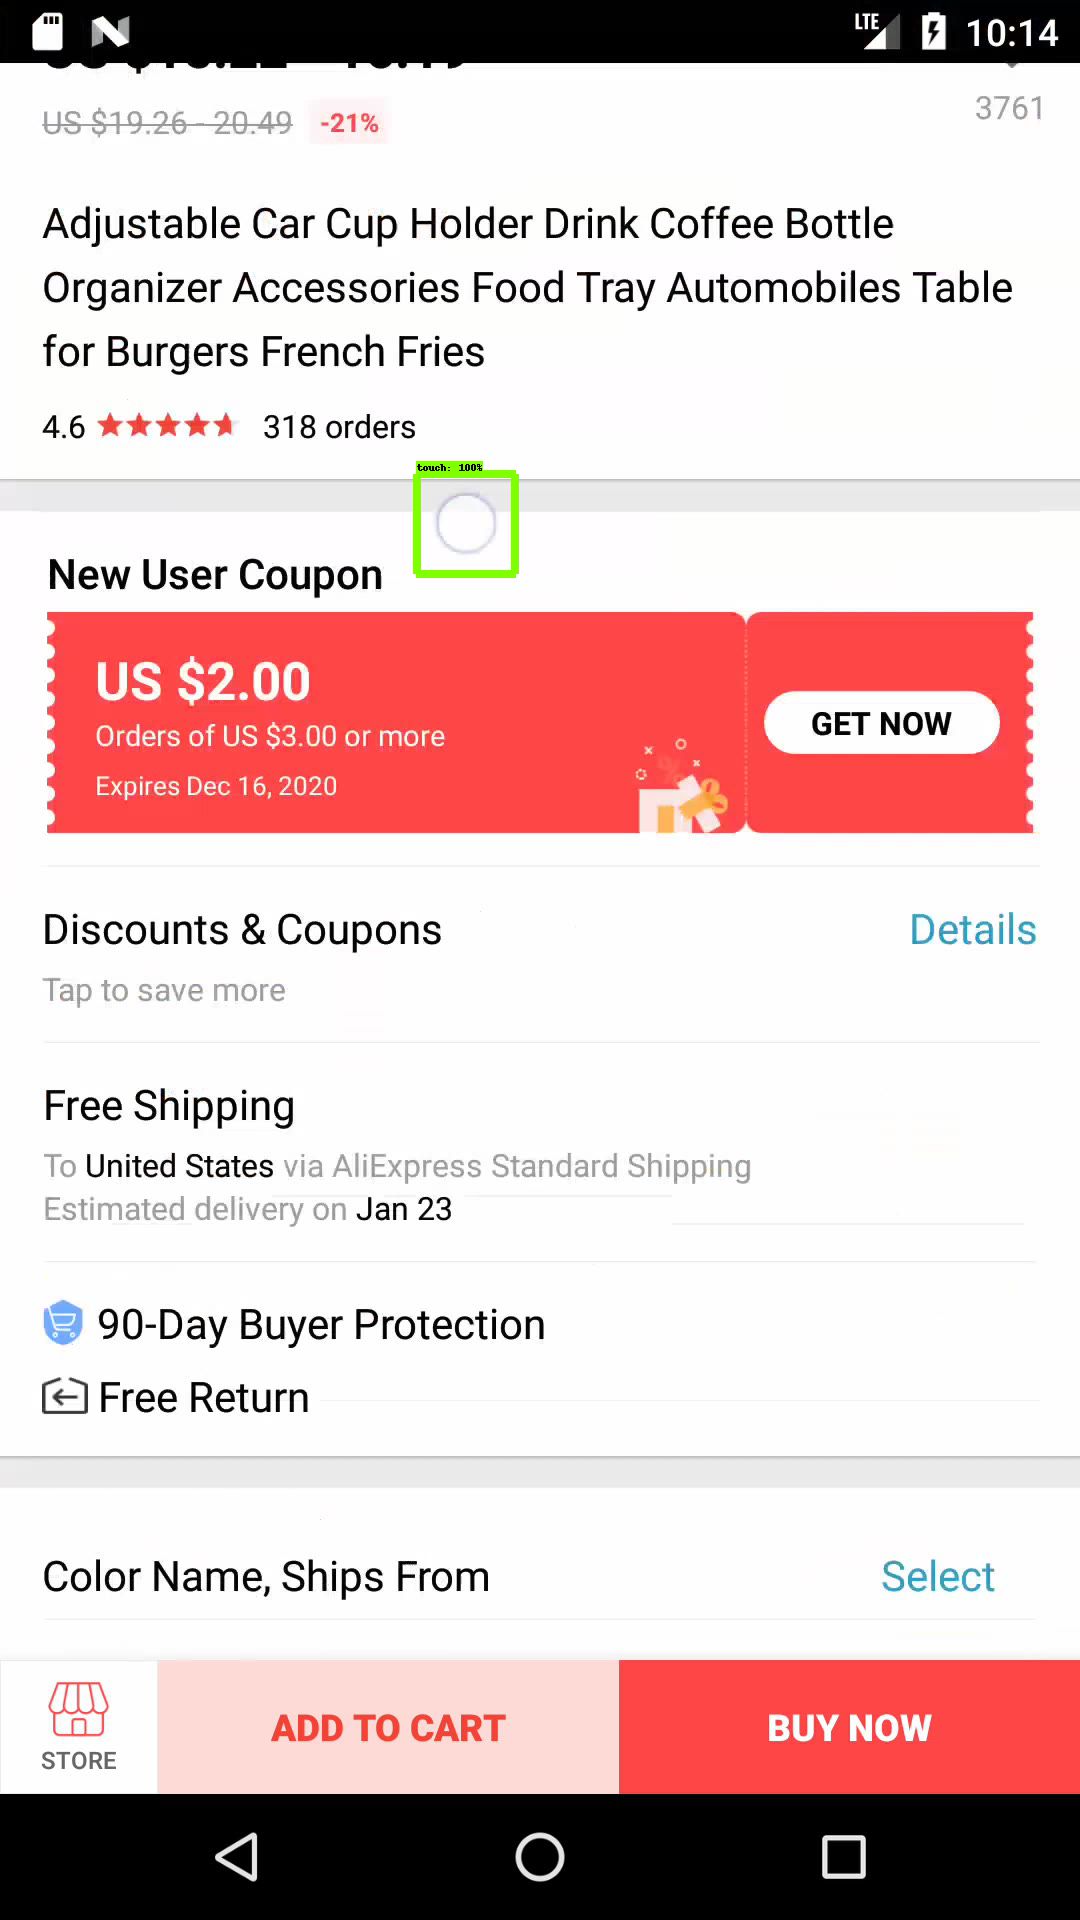 LTE 10:14
US $19.26 - 20.49 -21% 3761
Adjustable Car Cup Holder Drink Coffee Bottle
Organizer Accessories Food Tray Automobiles Table
for Burgers French Fries
4.6 318 orders
touch: 100%
New User Coupon
US $2.00
Orders of US $3.00 or more
Expires Dec 16, 2020
GET NOW
Discounts & Coupons Details
Tap to save more
Free Shipping
To United States via AliExpress Standard Shipping
Estimated delivery on Jan 23
90-Day Buyer Protection
Free Return
Color Name, Ships From Select
STORE ADD TO CART BUY NOW